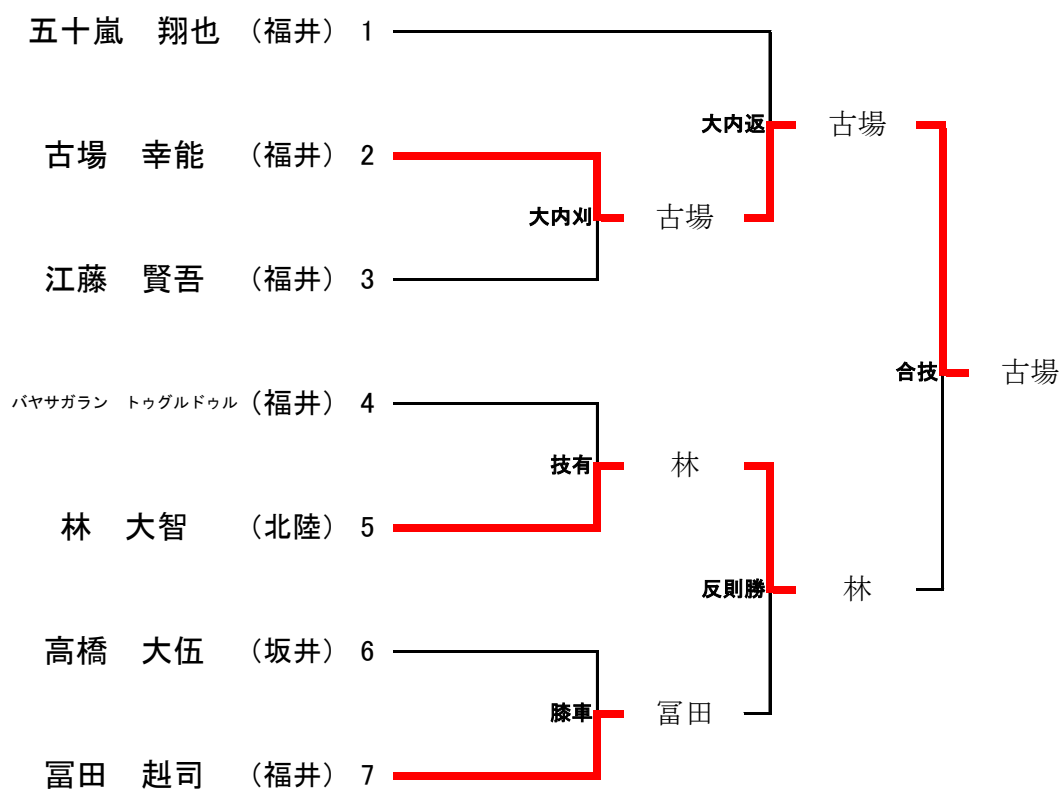 五十嵐　翔也　（福井）　1
大内返　古場
古場　幸能　（福井）　2
大内刈　古場
江藤　賢吾　（福井）　3
合技　古場
バヤサガラン　トゥグルドゥル　（福井）　4
技有　林
林　大智　（北陸）　5
反則勝　林
高橋　大伍　（坂井）　6
膝車　冨田
冨田　赳司　（福井）　7